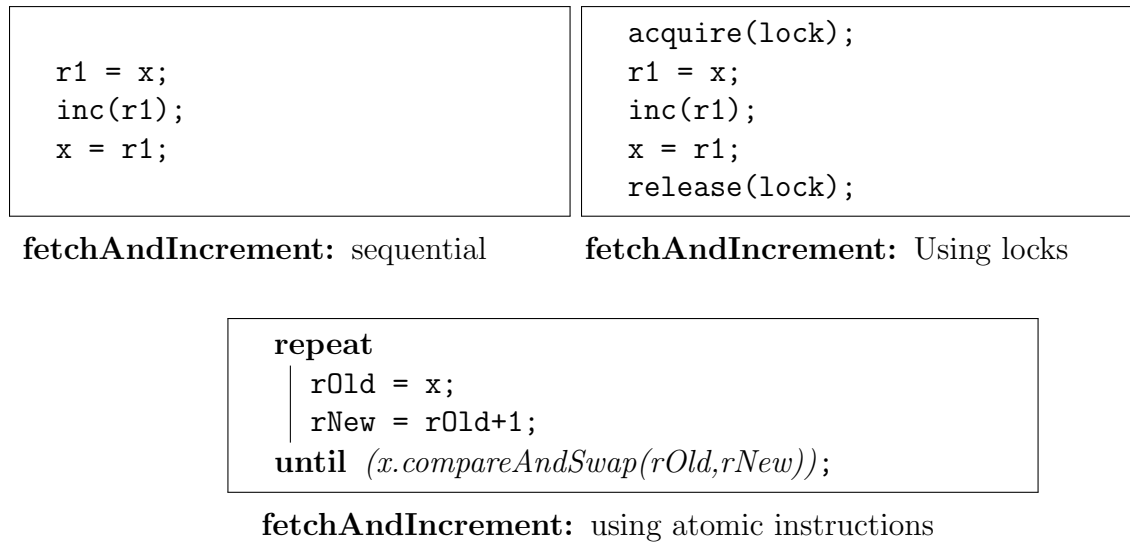 r1 = x;
inc(r1);
x = r1;
fetchAndIncrement: sequential
acquire(lock);
r1 = x;
inc(r1);
x = r1;
release(lock);
fetchAndIncrement: Using locks
repeat
rOld = x;
rNew = rOld+1;
until (x.compareAndSwap(rOld,rNew));
fetchAndIncrement: using atomic instructions